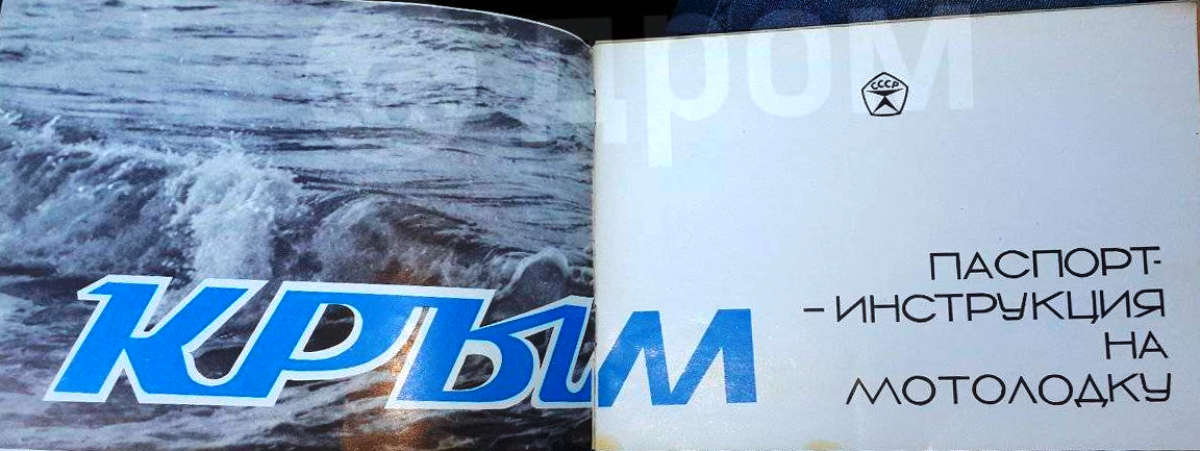 КРЫМ
СССР
ПАСПОРТ-
-ИНСТРУКЦИЯ
НА
МОТОЛОДКУ